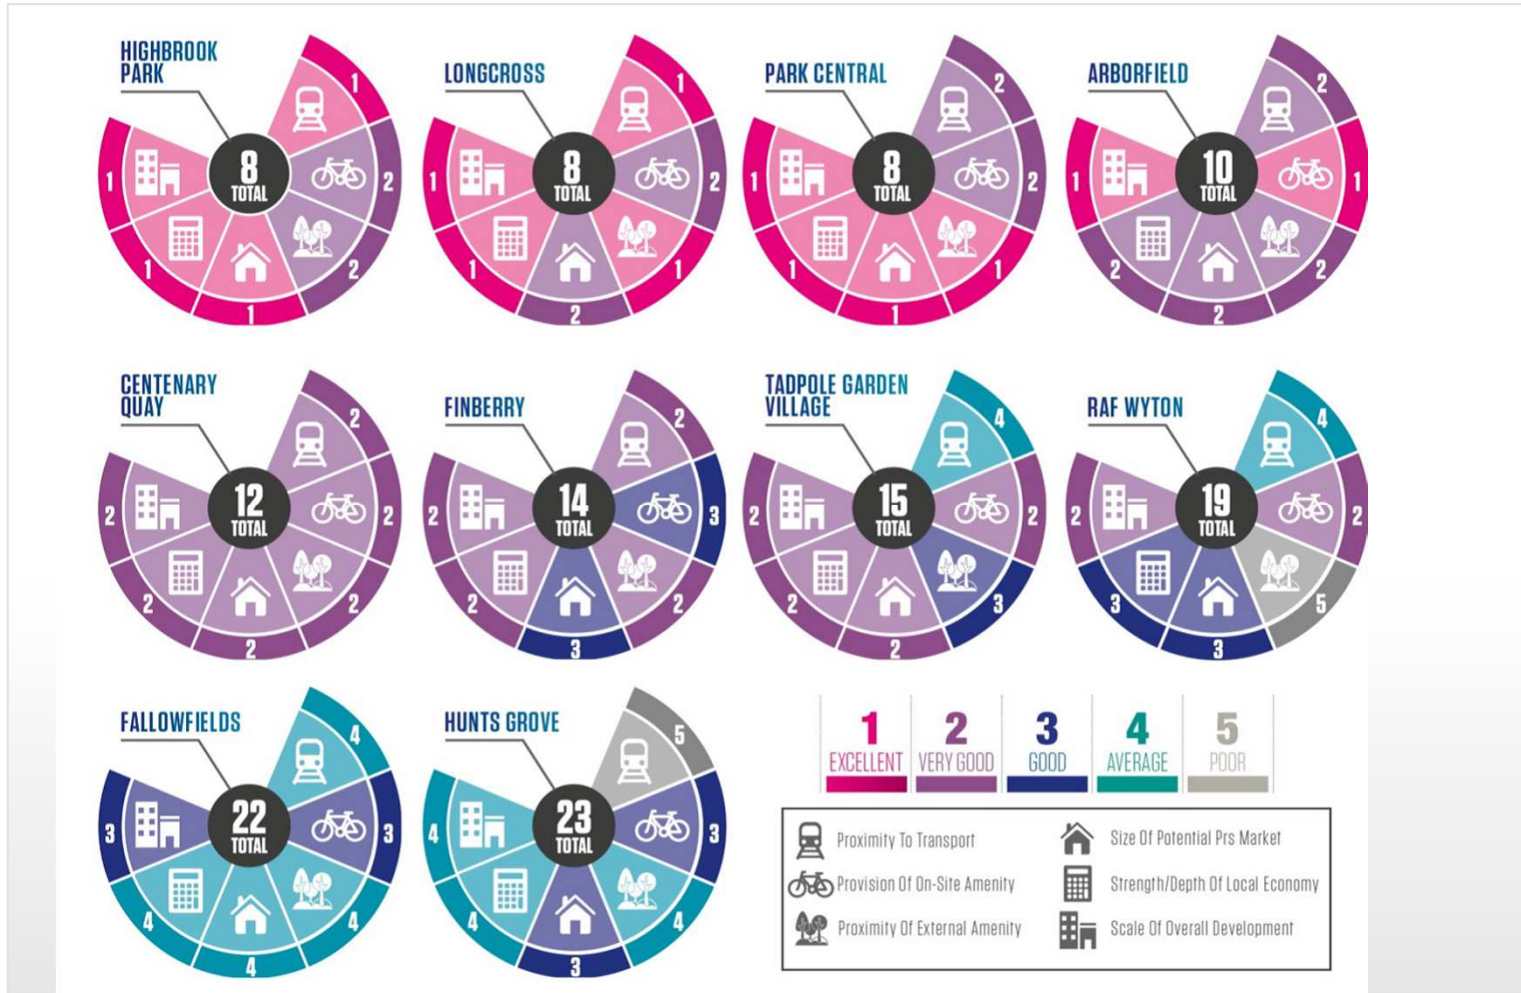 HIGHBROOK
PARK
8
TOTAL
1
2
2
1
1
1
LONGCROSS
8
TOTAL
1
2
1
2
1
1
PARK CENTRAL
8
TOTAL
2
2
1
1
1
1
ARBORFIELD
10
TOTAL
2
1
2
2
2
1
CENTENARY
QUAY
12
TOTAL
2
2
2
2
2
2
FINBERRY
14
TOTAL
2
3
2
3
2
2
TADPOLE GARDEN
VILLAGE
15
TOTAL
4
2
3
2
2
2
RAF WYTON
19
TOTAL
4
2
5
3
3
2
FALLOWFIELDS
22
TOTAL
4
3
4
4
4
3
HUNTS GROVE
23
TOTAL
5
3
4
3
4
4
1
EXCELLENT
2
VERY GOOD
3
GOOD
4
AVERAGE
5
POOR
Proximity To Transport
Provision Of On-Site Amenity
Proximity Of External Amenity
Size Of Potential Prs Market
Strength/Depth Of Local Economy
Scale Of Overall Development